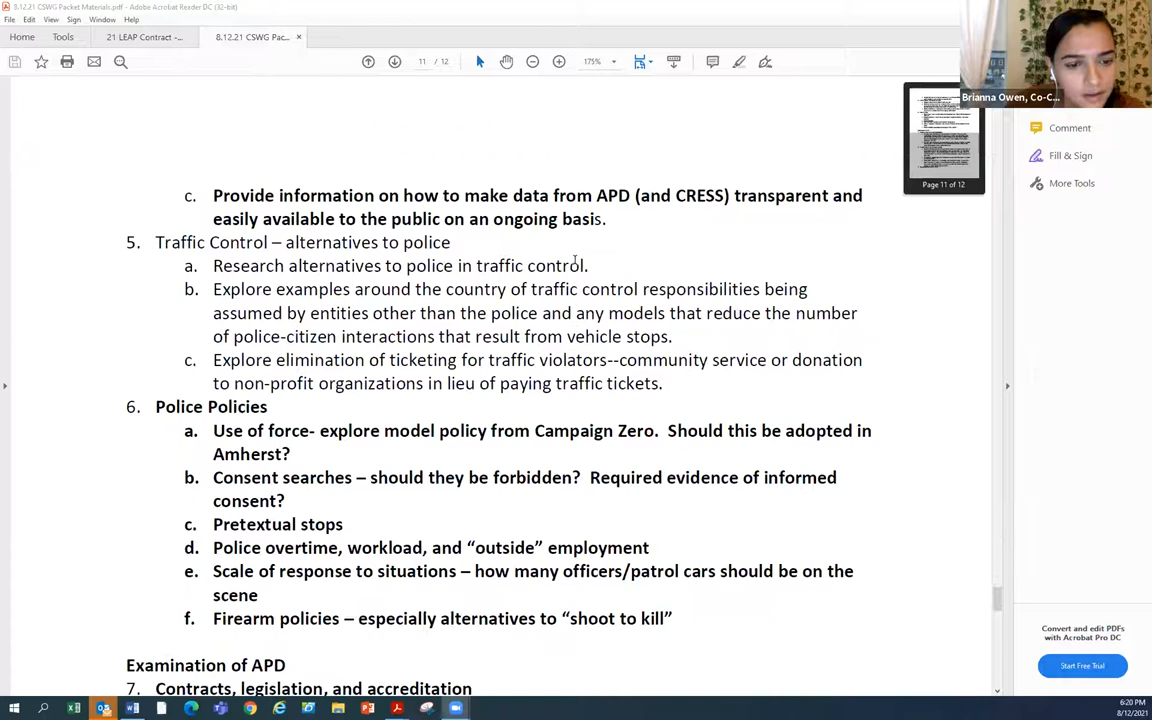 8.12.21 CSWG Packet Materials.pdf - Adobe Acrobat Reader DC (32-bit)
File Edit View Sign Window Help
Home Tools 21 LEAP Contract -... 8.12.21 CSWG Pac... ×
11 / 12 175%
Brianna Owen, Co-C...
Page 11 of 12
Comment
Fill & Sign
More Tools
c. Provide information on how to make data from APD (and CRESS) transparent and
easily available to the public on an ongoing basis.
5. Traffic Control – alternatives to police
a. Research alternatives to police in traffic control.
b. Explore examples around the country of traffic control responsibilities being
assumed by entities other than the police and any models that reduce the number
of police-citizen interactions that result from vehicle stops.
c. Explore elimination of ticketing for traffic violators--community service or donation
to non-profit organizations in lieu of paying traffic tickets.
6. Police Policies
a. Use of force- explore model policy from Campaign Zero. Should this be adopted in
Amherst?
b. Consent searches – should they be forbidden? Required evidence of informed
consent?
c. Pretextual stops
d. Police overtime, workload, and “outside” employment
e. Scale of response to situations – how many officers/patrol cars should be on the
scene
f. Firearm policies – especially alternatives to “shoot to kill”
Examination of APD
7. Contracts, legislation, and accreditation
Convert and edit PDFs
with Acrobat Pro DC
Start Free Trial
6:20 PM
8/12/2021